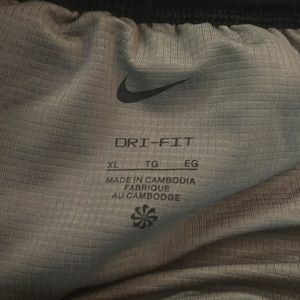 DRI-FIT
XL TG EG
MADE IN CAMBODIA
FABRIQUE
AU CAMBODGE